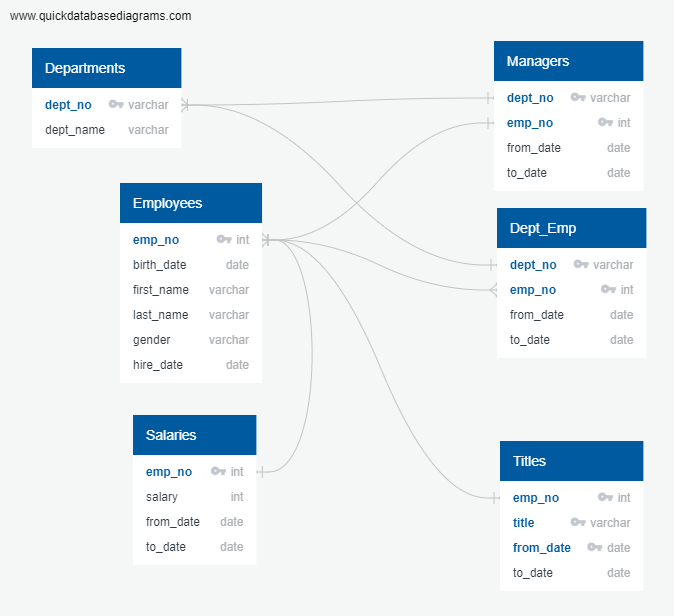 www.quickdatabasediagrams.com
Departments
dept_no varchar
dept_name varchar
Managers
dept_no varchar
emp_no int
from_date date
to_date date
Employees
emp_no int
birth_date date
first_name varchar
last_name varchar
gender varchar
hire_date date
Dept_Emp
dept_no varchar
emp_no int
from_date date
to_date date
Salaries
emp_no int
salary int
from_date date
to_date date
Titles
emp_no int
title varchar
from_date date
to_date date